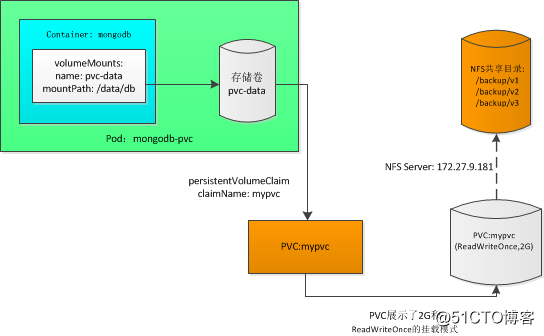 Container: mongodb
volumeMounts:
name: pvc-data
mountPath: /data/db
存储卷
pvc-data
Pod: mongodb-pvc
NFS共享目录:
/backup/v1
/backup/v2
/backup/v3
NFS Server: 172.27.9.181
persistentVolumeClaim
claimName: mypvc
PVC:mypvc
PVC:mypvc
(ReadWriteOnce,2G)
PVC展示了2G和
ReadWriteOnce的挂载模式
@51CTO博客